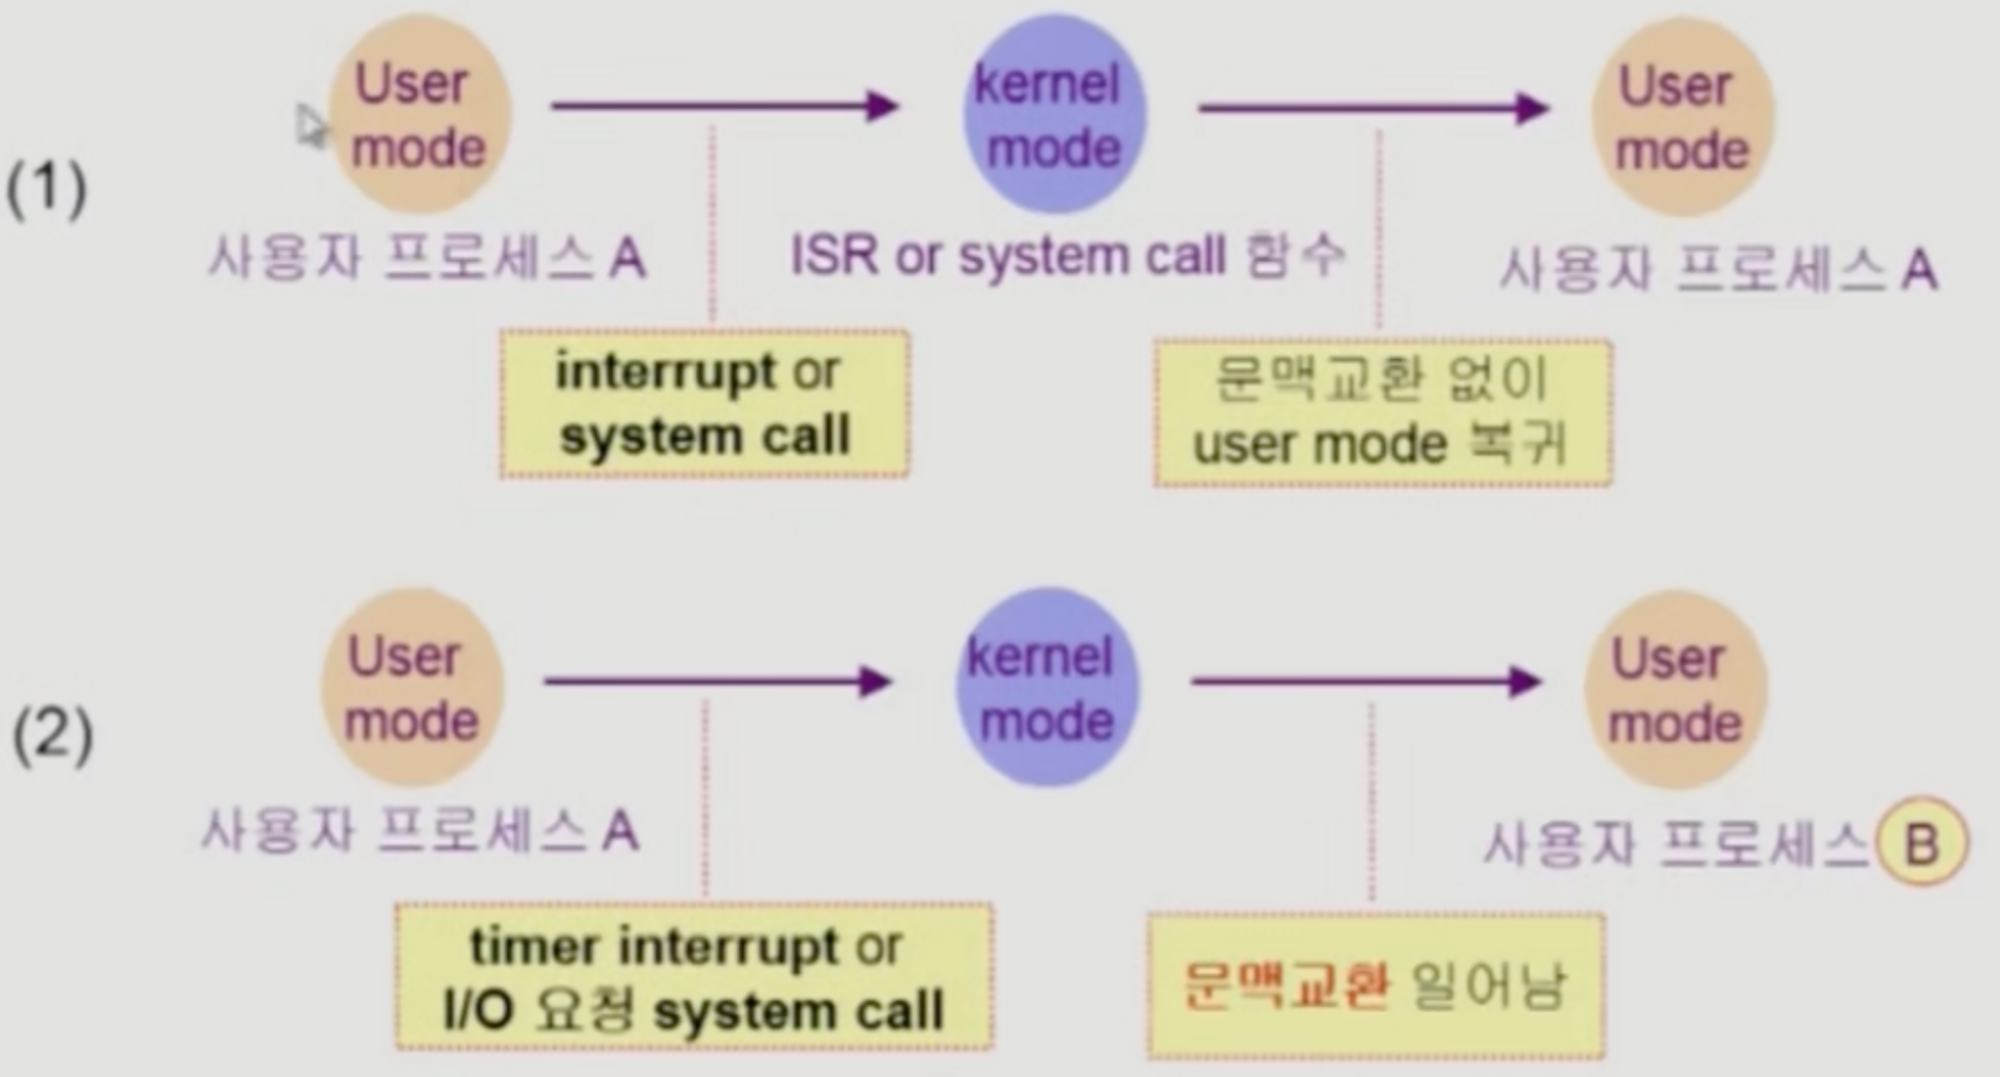 (1)
User
mode
사용자 프로세스 A
kernel
mode
ISR or system call 함수
User
mode
사용자 프로세스 A
interrupt or
system call
문맥교환 없이
user mode 복귀
(2)
User
mode
사용자 프로세스 A
kernel
mode
User
mode
사용자 프로세스 B
timer interrupt or
I/O 요청 system call
문맥교환 일어남